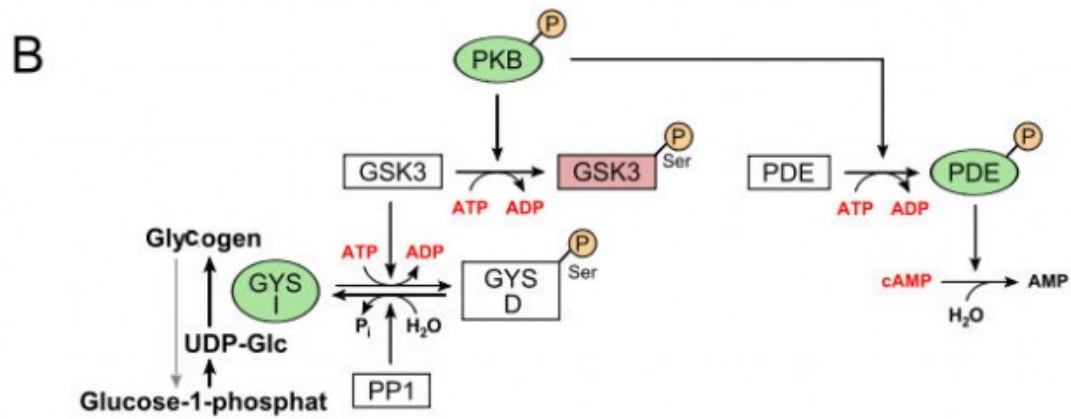 B
P
PKB
P
Ser
GSK3
GSK3
ATP
ADP
P
PDE
PDE
ATP
ADP
Glycogen
ATP
ADP
P
Ser
GYS
I
GYS
D
cAMP
AMP
H2O
Pi
H2O
UDP-Glc
PP1
Glucose-1-phosphat